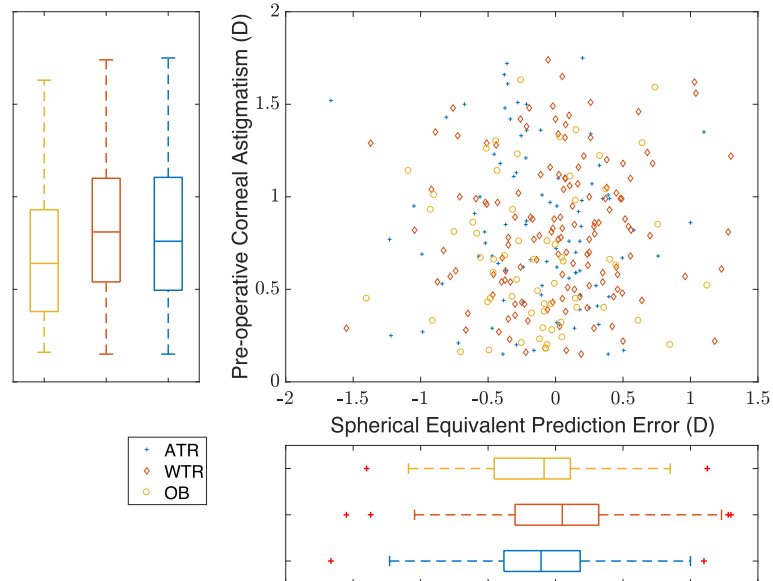 2
1.5
1
0.5
0
Pre-operative Corneal Astigmatism (D)
-2
-1.5
-1
-0.5
0
0.5
1
1.5
Spherical Equivalent Prediction Error (D)
ATR
WTR
OB